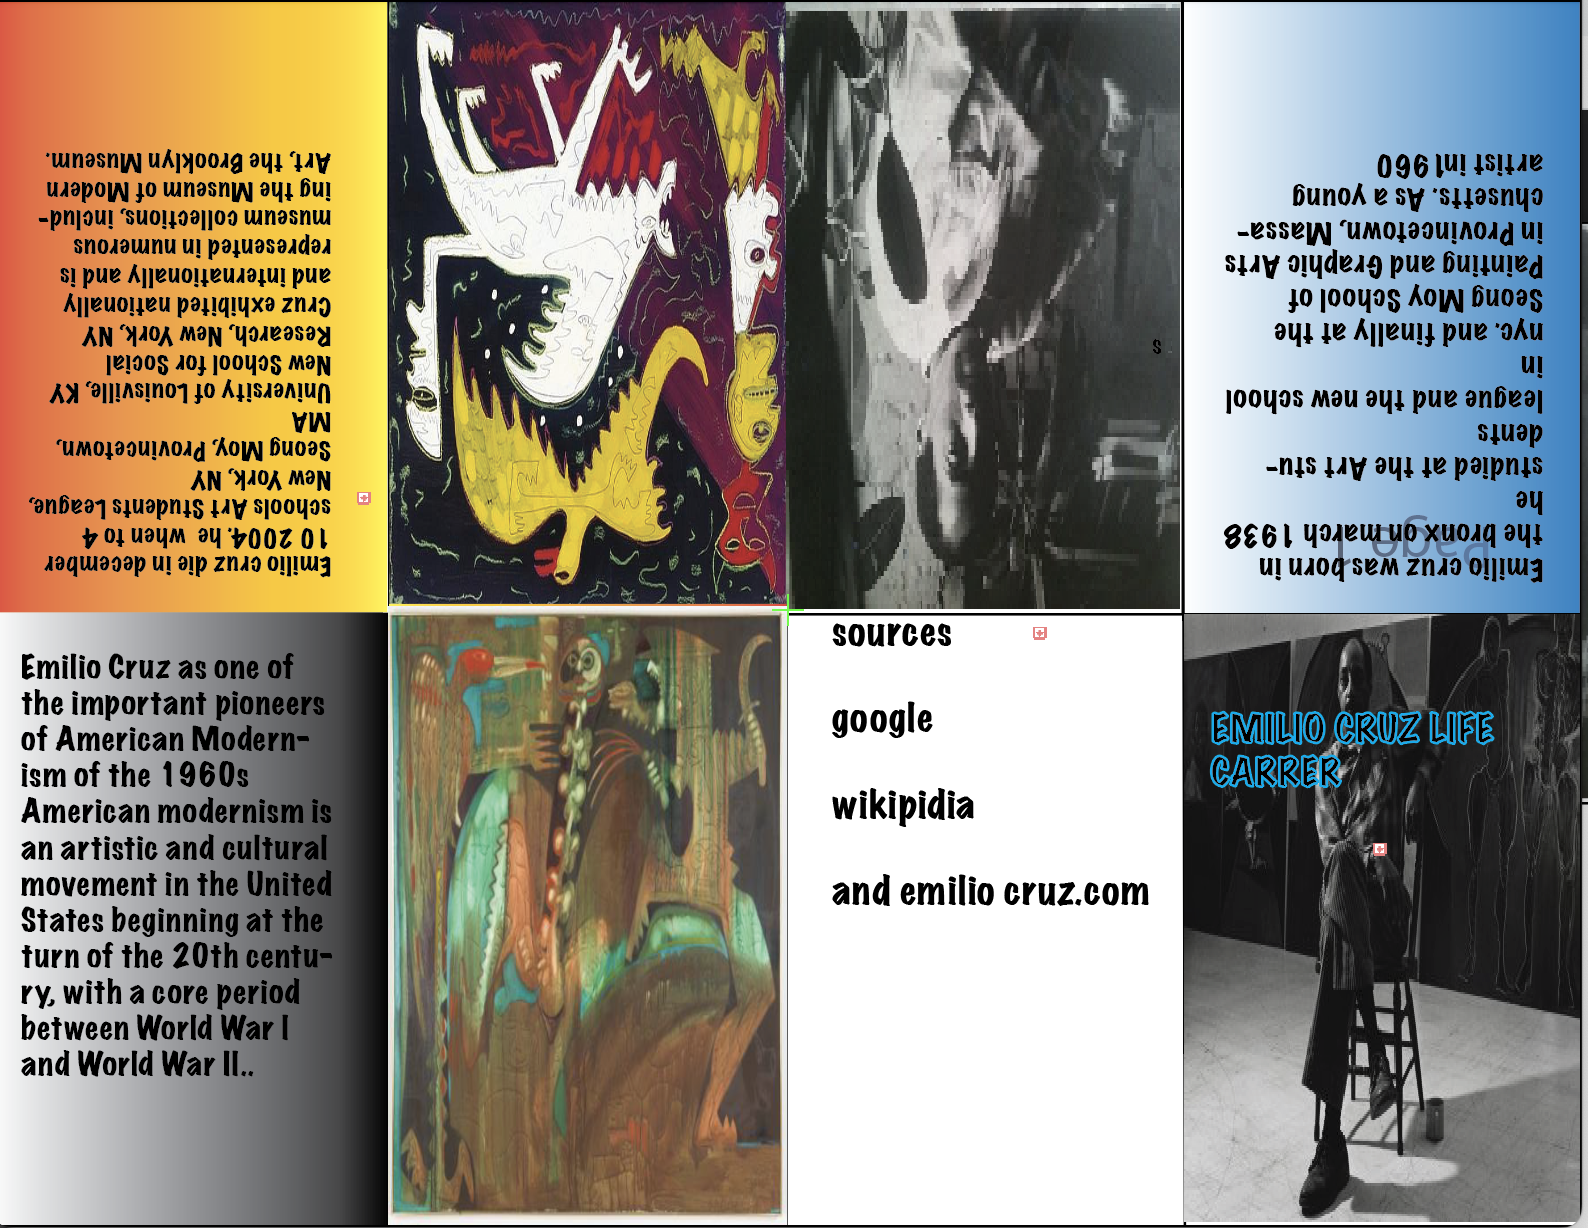 Emilio cruz die in december
10 2004. he  when to 4
schools Art Students League,
New York, NY
Seong Moy, Provincetown,
MA
University of Louisville, KY
New School for Social
Research, New York, NY
Cruz exhibited nationally
and internationally and is
represented in numerous
museum collections, includ-
ing the Museum of Modern
Art, the Brooklyn Museum.
s
Page 1
Emilio cruz was born in
the bronx on march 1938
he
studied at the Art stu-
dents
league and the new school
in
nyc. and finally at the
Seong Moy School of
Painting and Graphic Arts
in Provincetown, Massa-
chusetts. As a young
artist in1960
Emilio Cruz as one of
the important pioneers
of American Modern-
ism of the 1960s
American modernism is
an artistic and cultural
movement in the United
States beginning at the
turn of the 20th centu-
ry, with a core period
between World War I
and World War II..
sources
google
wikipidia
and emilio cruz.com
EMILIO CRUZ LIFE
CARRER